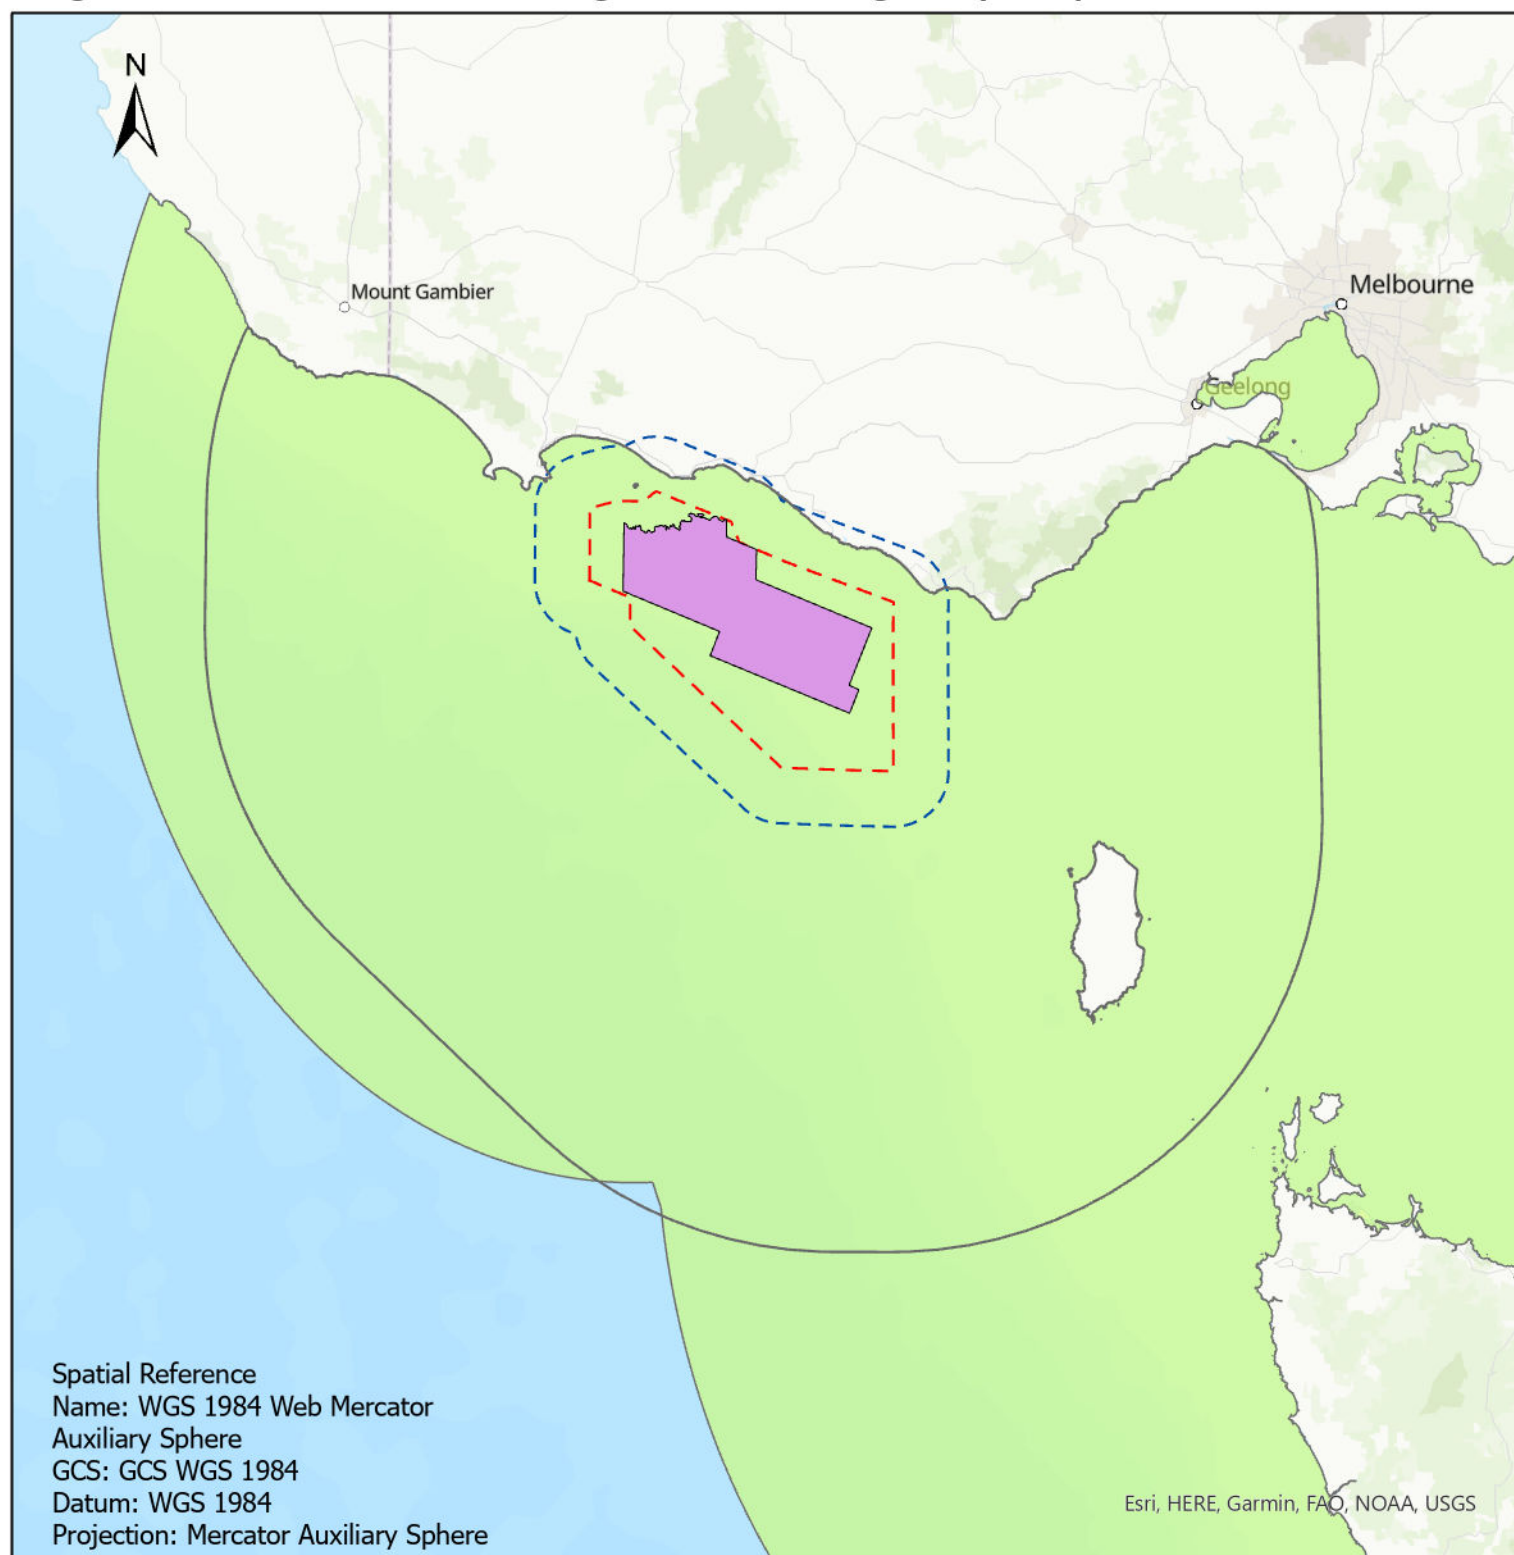 N
Mount Gambier
Melbourne
Geelong
Spatial Reference
Name: WGS 1984 Web Mercator
Auxiliary Sphere
GCS: GCS WGS 1984
Datum: WGS 1984
Projection: Mercator Auxiliary Sphere
Esri, HERE, Garmin, FAO, NOAA, USGS